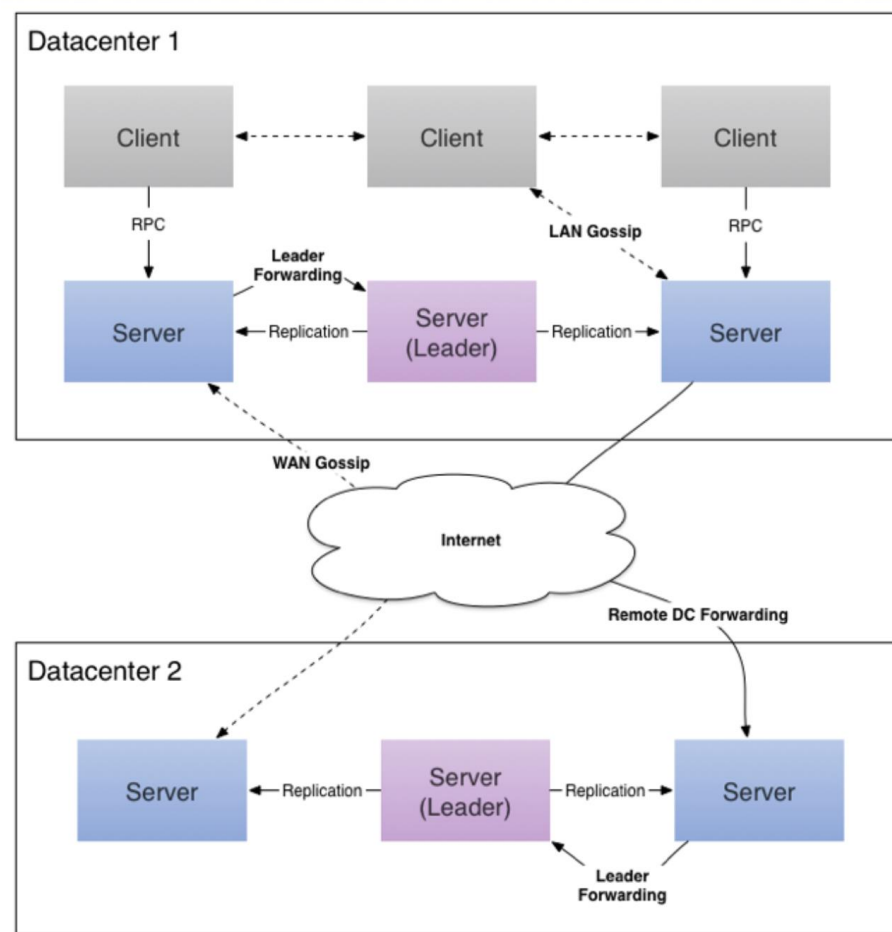 Datacenter 1
Client
Client
Client
RPC
LAN Gossip
RPC
Leader
Forwarding
Server
Replication
Server
(Leader)
Replication
Server
WAN Gossip
Internet
Remote DC Forwarding
Datacenter 2
Server
Replication
Server
(Leader)
Replication
Server
Leader
Forwarding